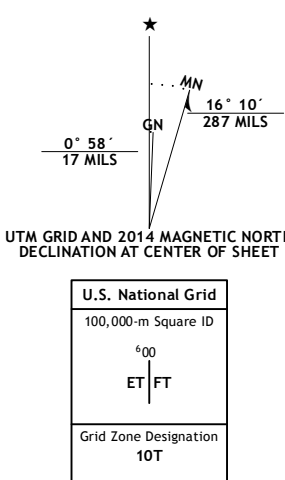 ★
MN
GN
16° 10´
287 MILS
0° 58´
17 MILS
UTM GRID AND 2014 MAGNETIC NORTH
DECLINATION AT CENTER OF SHEET
U.S. National Grid
100,000-m Square ID
⁶00
ET FT
Grid Zone Designation
10T